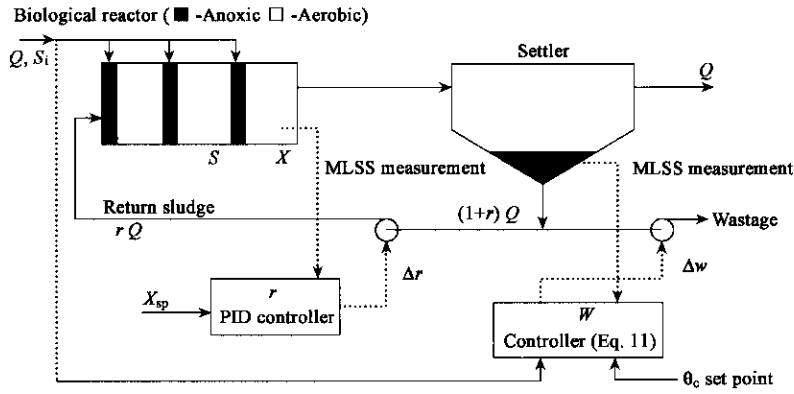 Biological reactor ( ■ -Anoxic □ -Aerobic)
Q, Si
Settler
Q
S
X
MLSS measurement
MLSS measurement
Return sludge
r Q
(1+r) Q
Wastage
Δr
Δw
Xsp
r
PID controller
W
Controller (Eq. 11)
θc set point